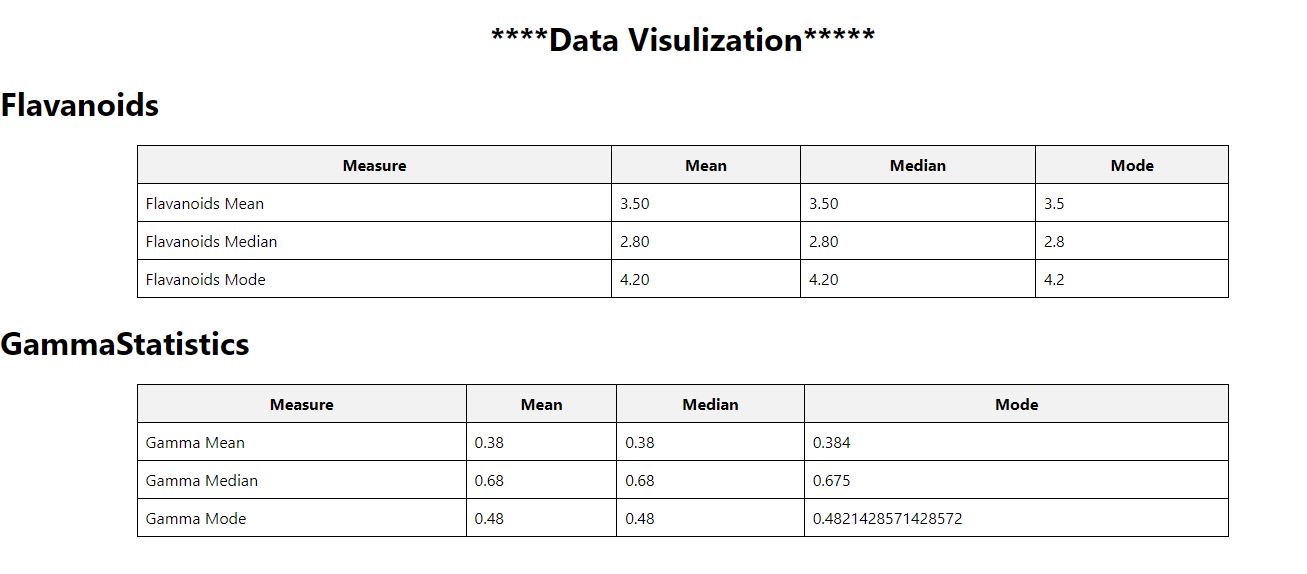 ****Data Visulization*****
Flavanoids
Measure Mean Median Mode
Flavanoids Mean 3.50 3.50 3.5
Flavanoids Median 2.80 2.80 2.8
Flavanoids Mode 4.20 4.20 4.2
GammaStatistics
Measure Mean Median Mode
Gamma Mean 0.38 0.38 0.384
Gamma Median 0.68 0.68 0.675
Gamma Mode 0.48 0.48 0.4821428571428572